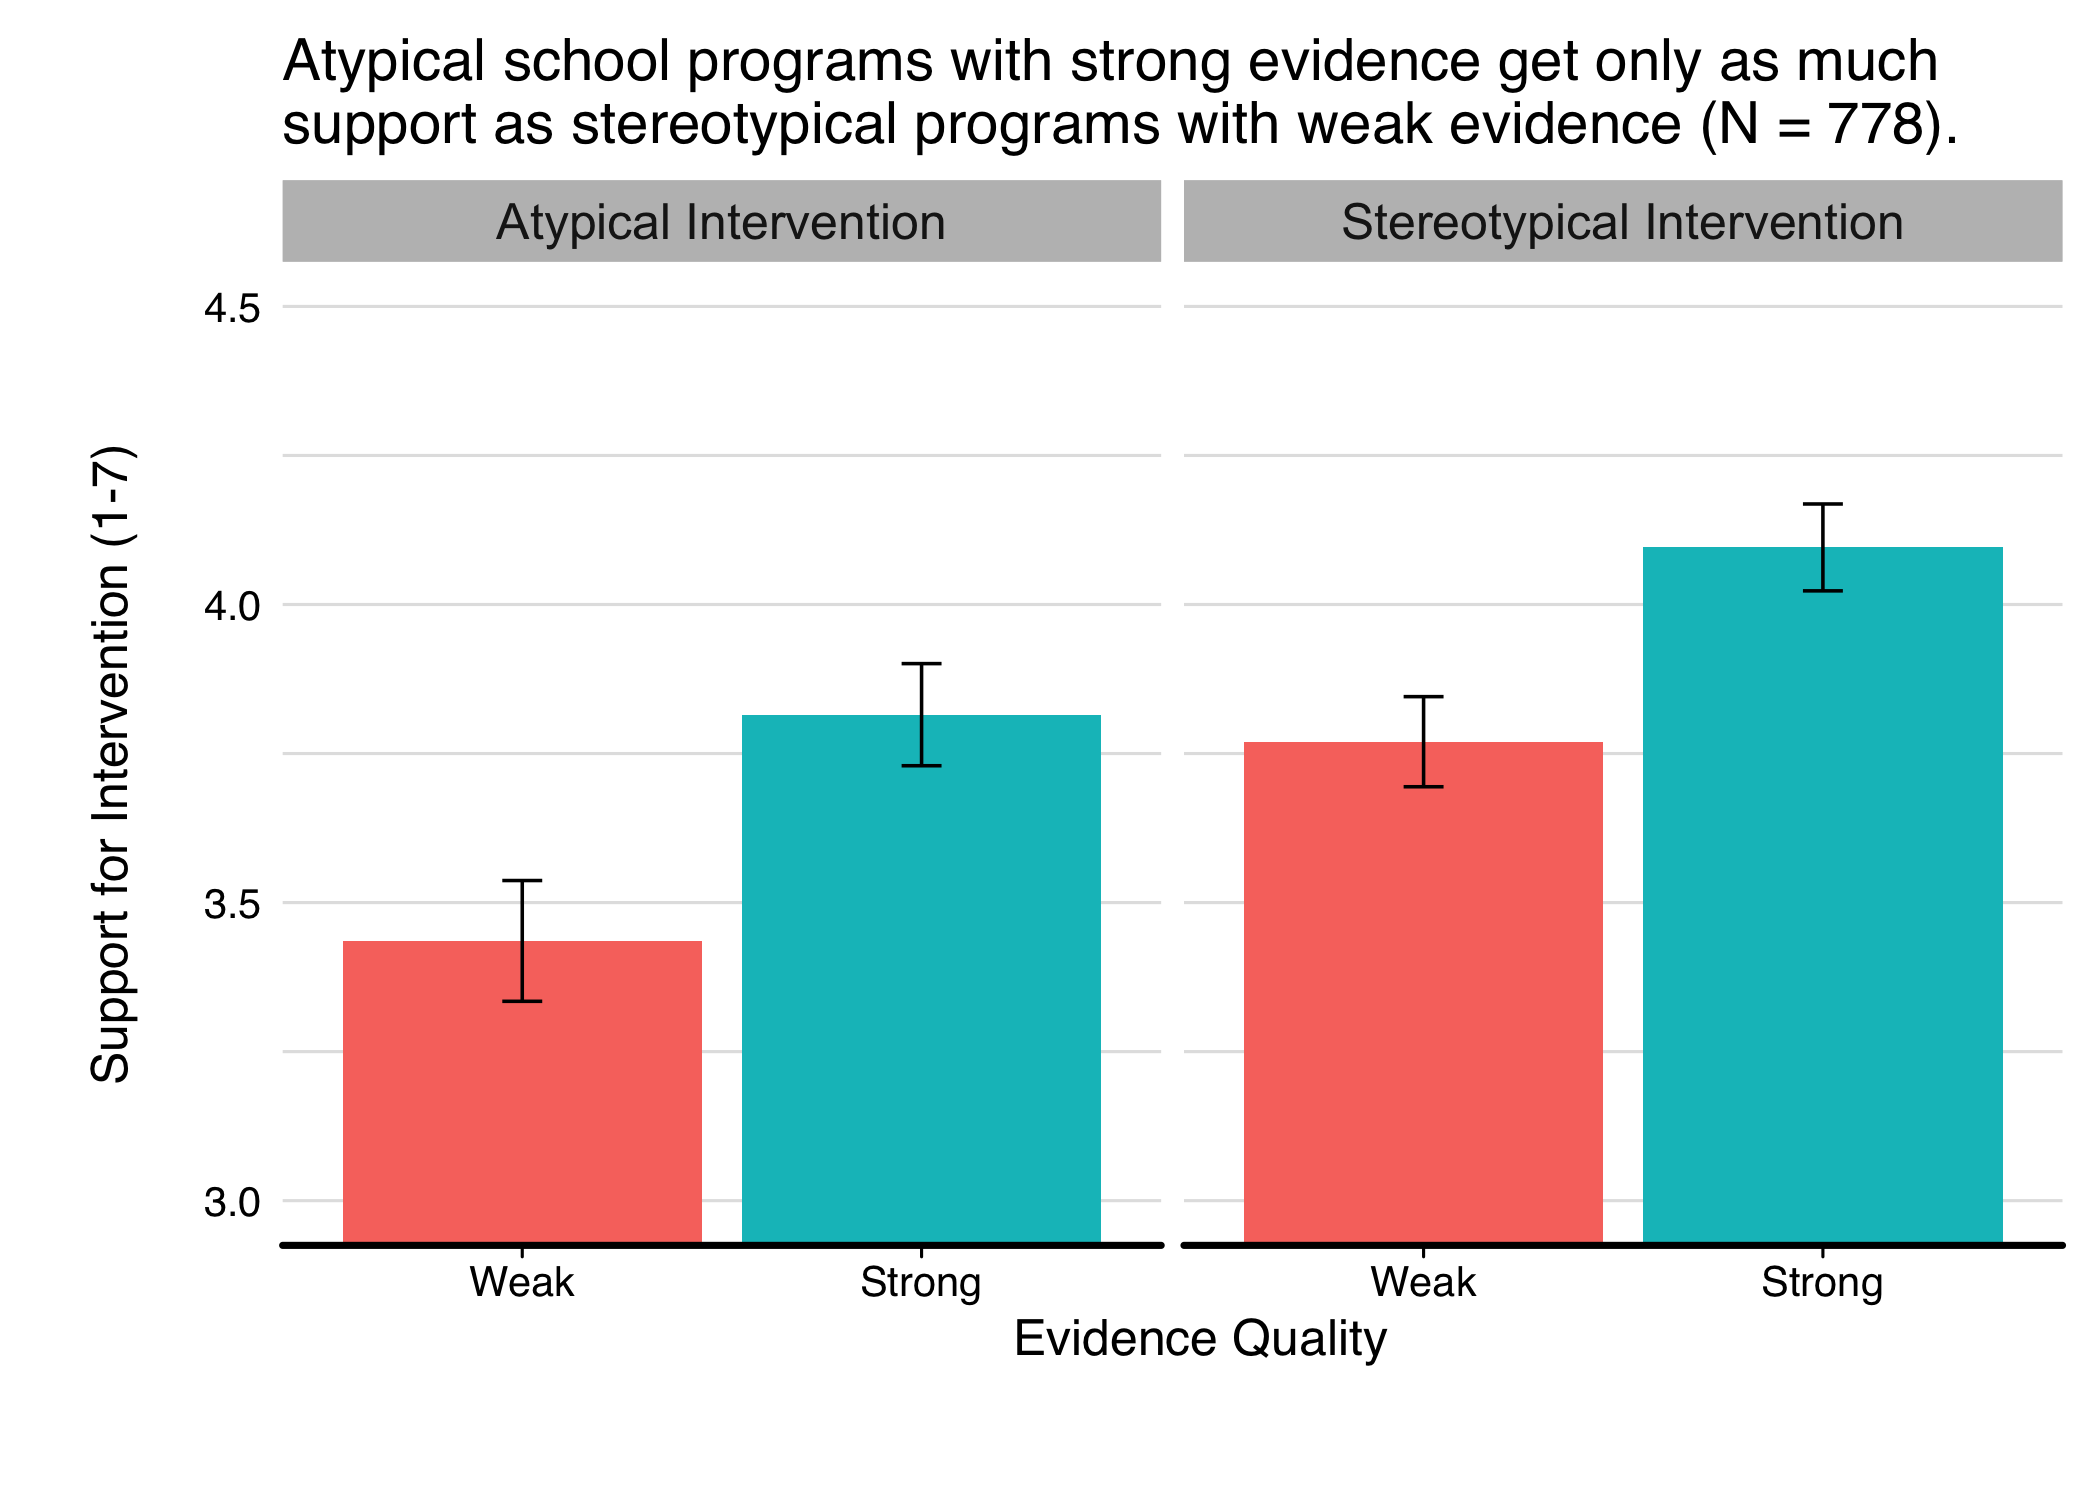 Atypical school programs with strong evidence get only as much
support as stereotypical programs with weak evidence (N = 778).
Atypical Intervention
Stereotypical Intervention
Support for Intervention (1-7)
4.5
4.0
3.5
3.0
Weak
Strong
Weak
Strong
Evidence Quality